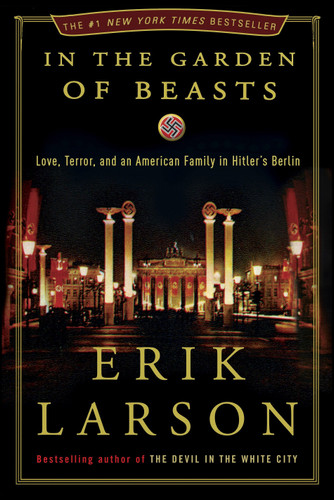 THE #1 NEW YORK TIMES BESTSELLER
IN THE GARDEN
OF BEASTS
Love, Terror, and an American Family in Hitler's Berlin
ERIK
LARSON
Bestselling author of THE DEVIL IN THE WHITE CITY